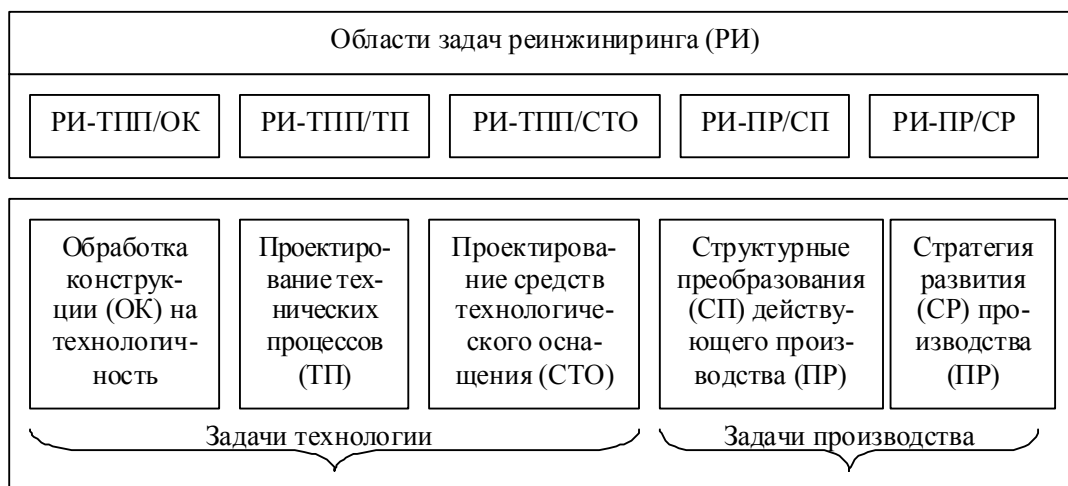 Области задач реинжиниринга (РИ)
РИ-ТПП/ОК
РИ-ТПП/ТП
РИ-ТПП/СТО
РИ-ПР/СП
РИ-ПР/СР
Обработка
конструк-
ции (ОК) на
технологич-
ность
Проектиро-
вание тех-
нических
процессов
(ТП)
Проектирова-
ние средств
технологиче-
ского осна-
щения (СТО)
Структурные
преобразования
(СП) действу-
ющего произ-
водства (ПР)
Стратегия
развития
(СР) про-
изводства
(ПР)
Задачи технологии
Задачи производства